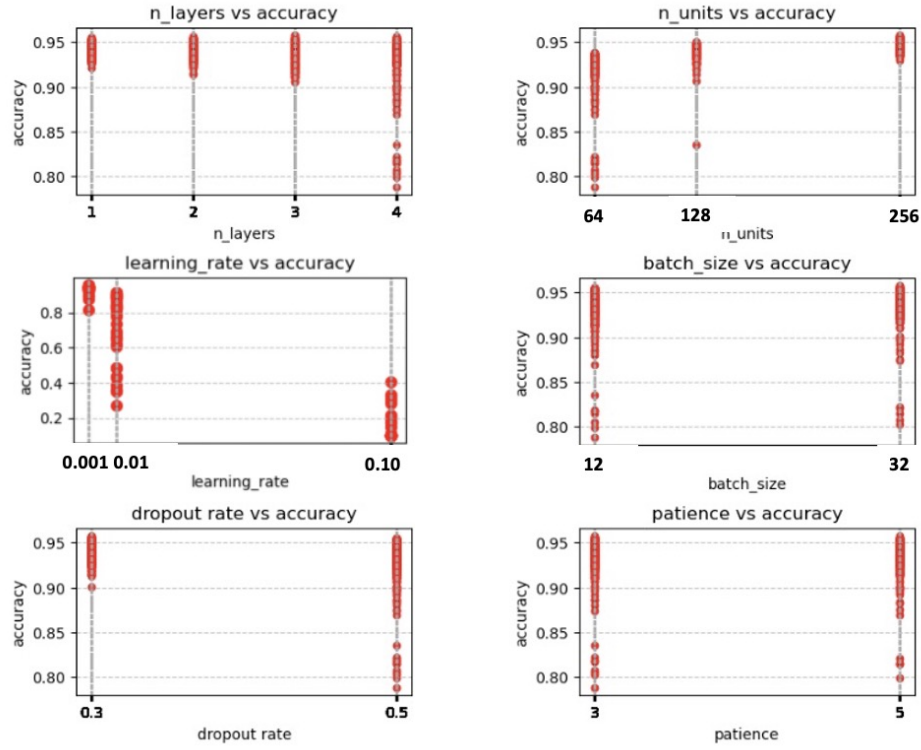 n_layers vs accuracy
accuracy
0.95
0.90
0.85
0.80
1 2 3 4
n_layers
n_units vs accuracy
accuracy
0.95
0.90
0.85
0.80
64 128 256
n_units
learning_rate vs accuracy
accuracy
0.8
0.6
0.4
0.2
0.001 0.01 0.10
learning_rate
batch_size vs accuracy
accuracy
0.95
0.90
0.85
0.80
12 32
batch_size
dropout rate vs accuracy
accuracy
0.95
0.90
0.85
0.80
0.3 0.5
dropout rate
patience vs accuracy
accuracy
0.95
0.90
0.85
0.80
3 5
patience